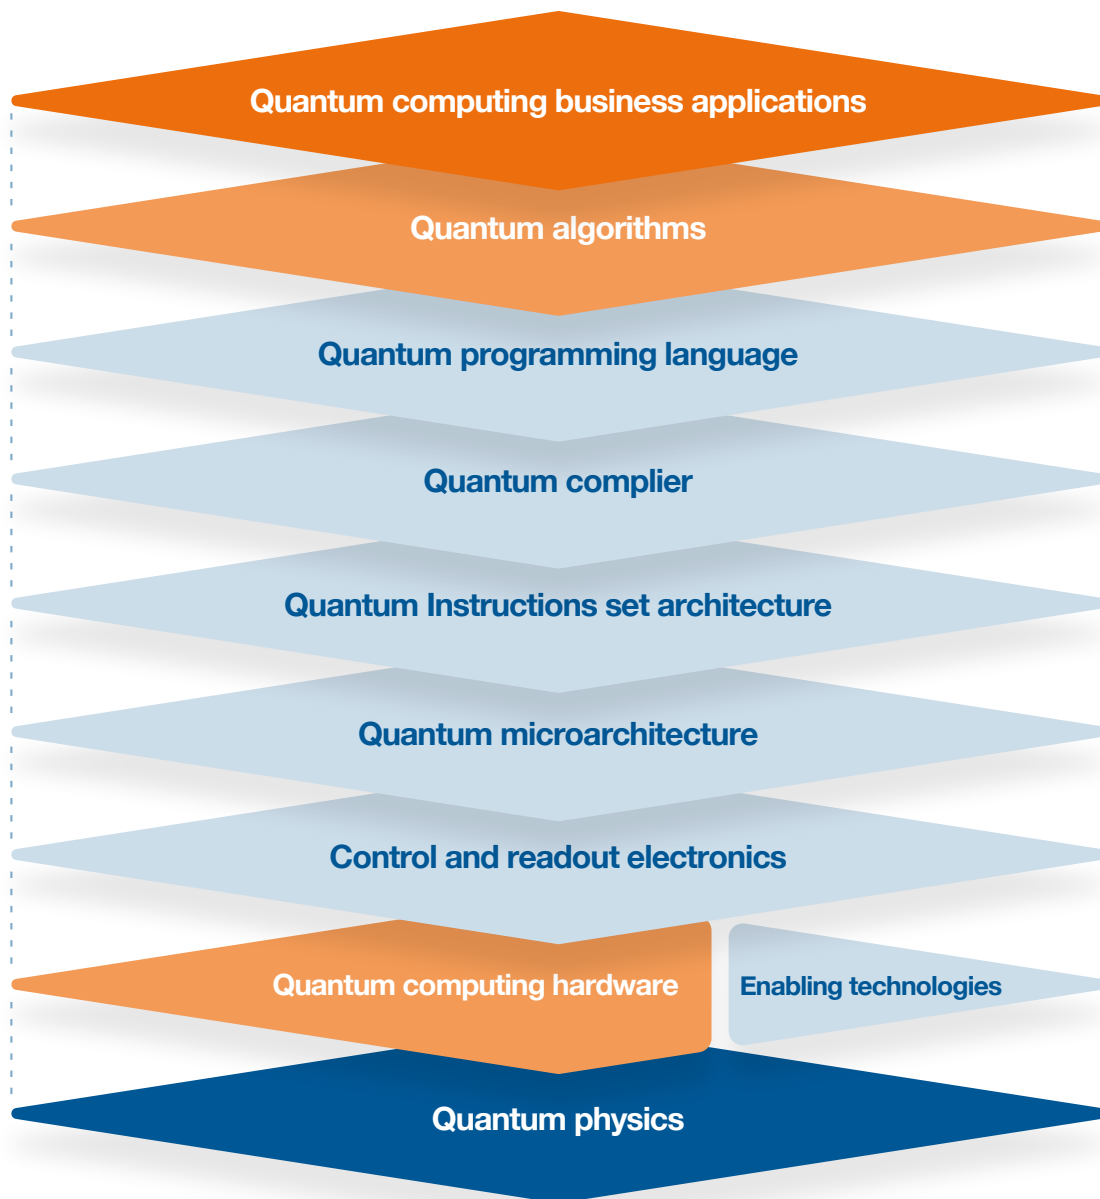 Quantum computing business applications
Quantum algorithms
Quantum programming language
Quantum complier
Quantum Instructions set architecture
Quantum microarchitecture
Control and readout electronics
Quantum computing hardware
Enabling technologies
Quantum physics